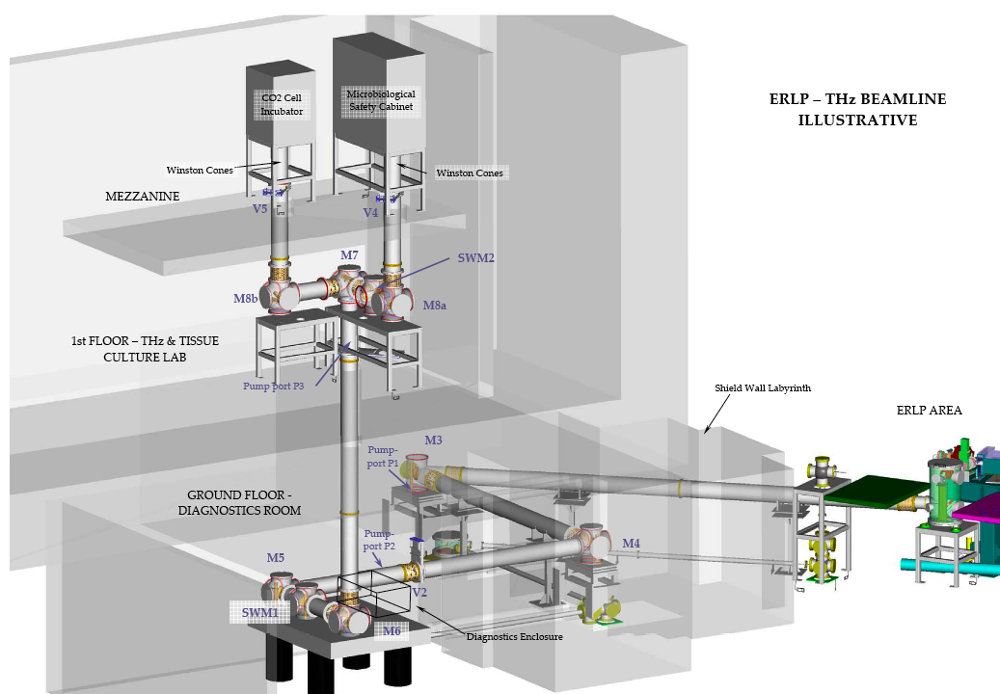 ERLP – THz BEAMLINE
ILLUSTRATIVE
CO2 Cell
Incubator
Microbiological
Safety Cabinet
Winston Cones
Winston Cones
MEZZANINE
V5
V4
M7
SWM2
M8b
M8a
1st FLOOR – THz & TISSUE
CULTURE LAB
Pump port P3
Shield Wall Labyrinth
ERLP AREA
M3
Pump-
port P1
GROUND FLOOR -
DIAGNOSTICS ROOM
Pump-
port P2
M4
M5
V2
SWM1
M6
Diagnostics Enclosure